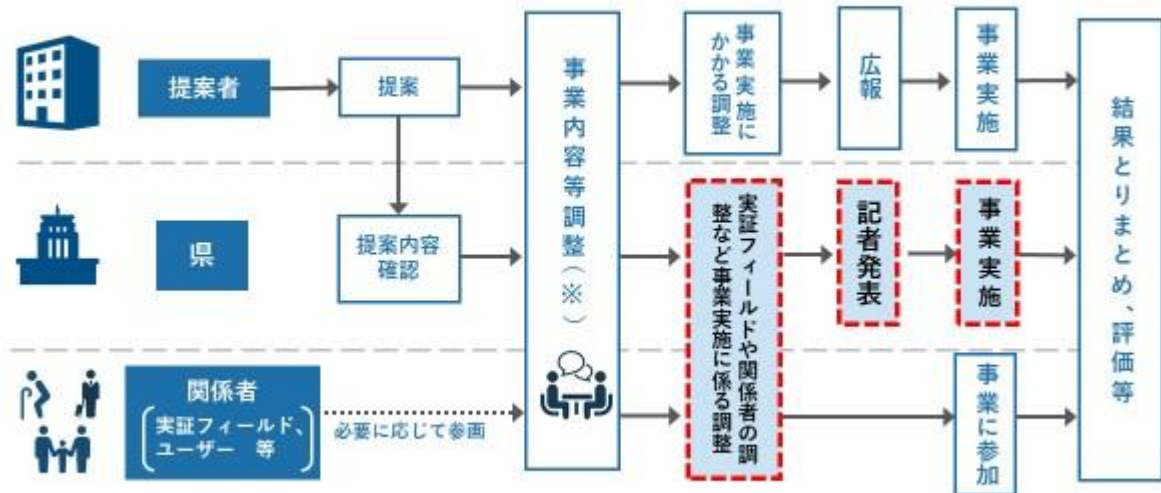 提案者
提案
事業内容等調整(※)
事業実施に
かかる調整
広報
事業実施
結果とりまとめ、評価等
県
提案内容
確認
実証フィールドや関係者の調
整など事業実施に係る調整
記者発表
事業実施
関係者
実証フィールド、
ユーザー 等
必要に応じて参画
事業に参加